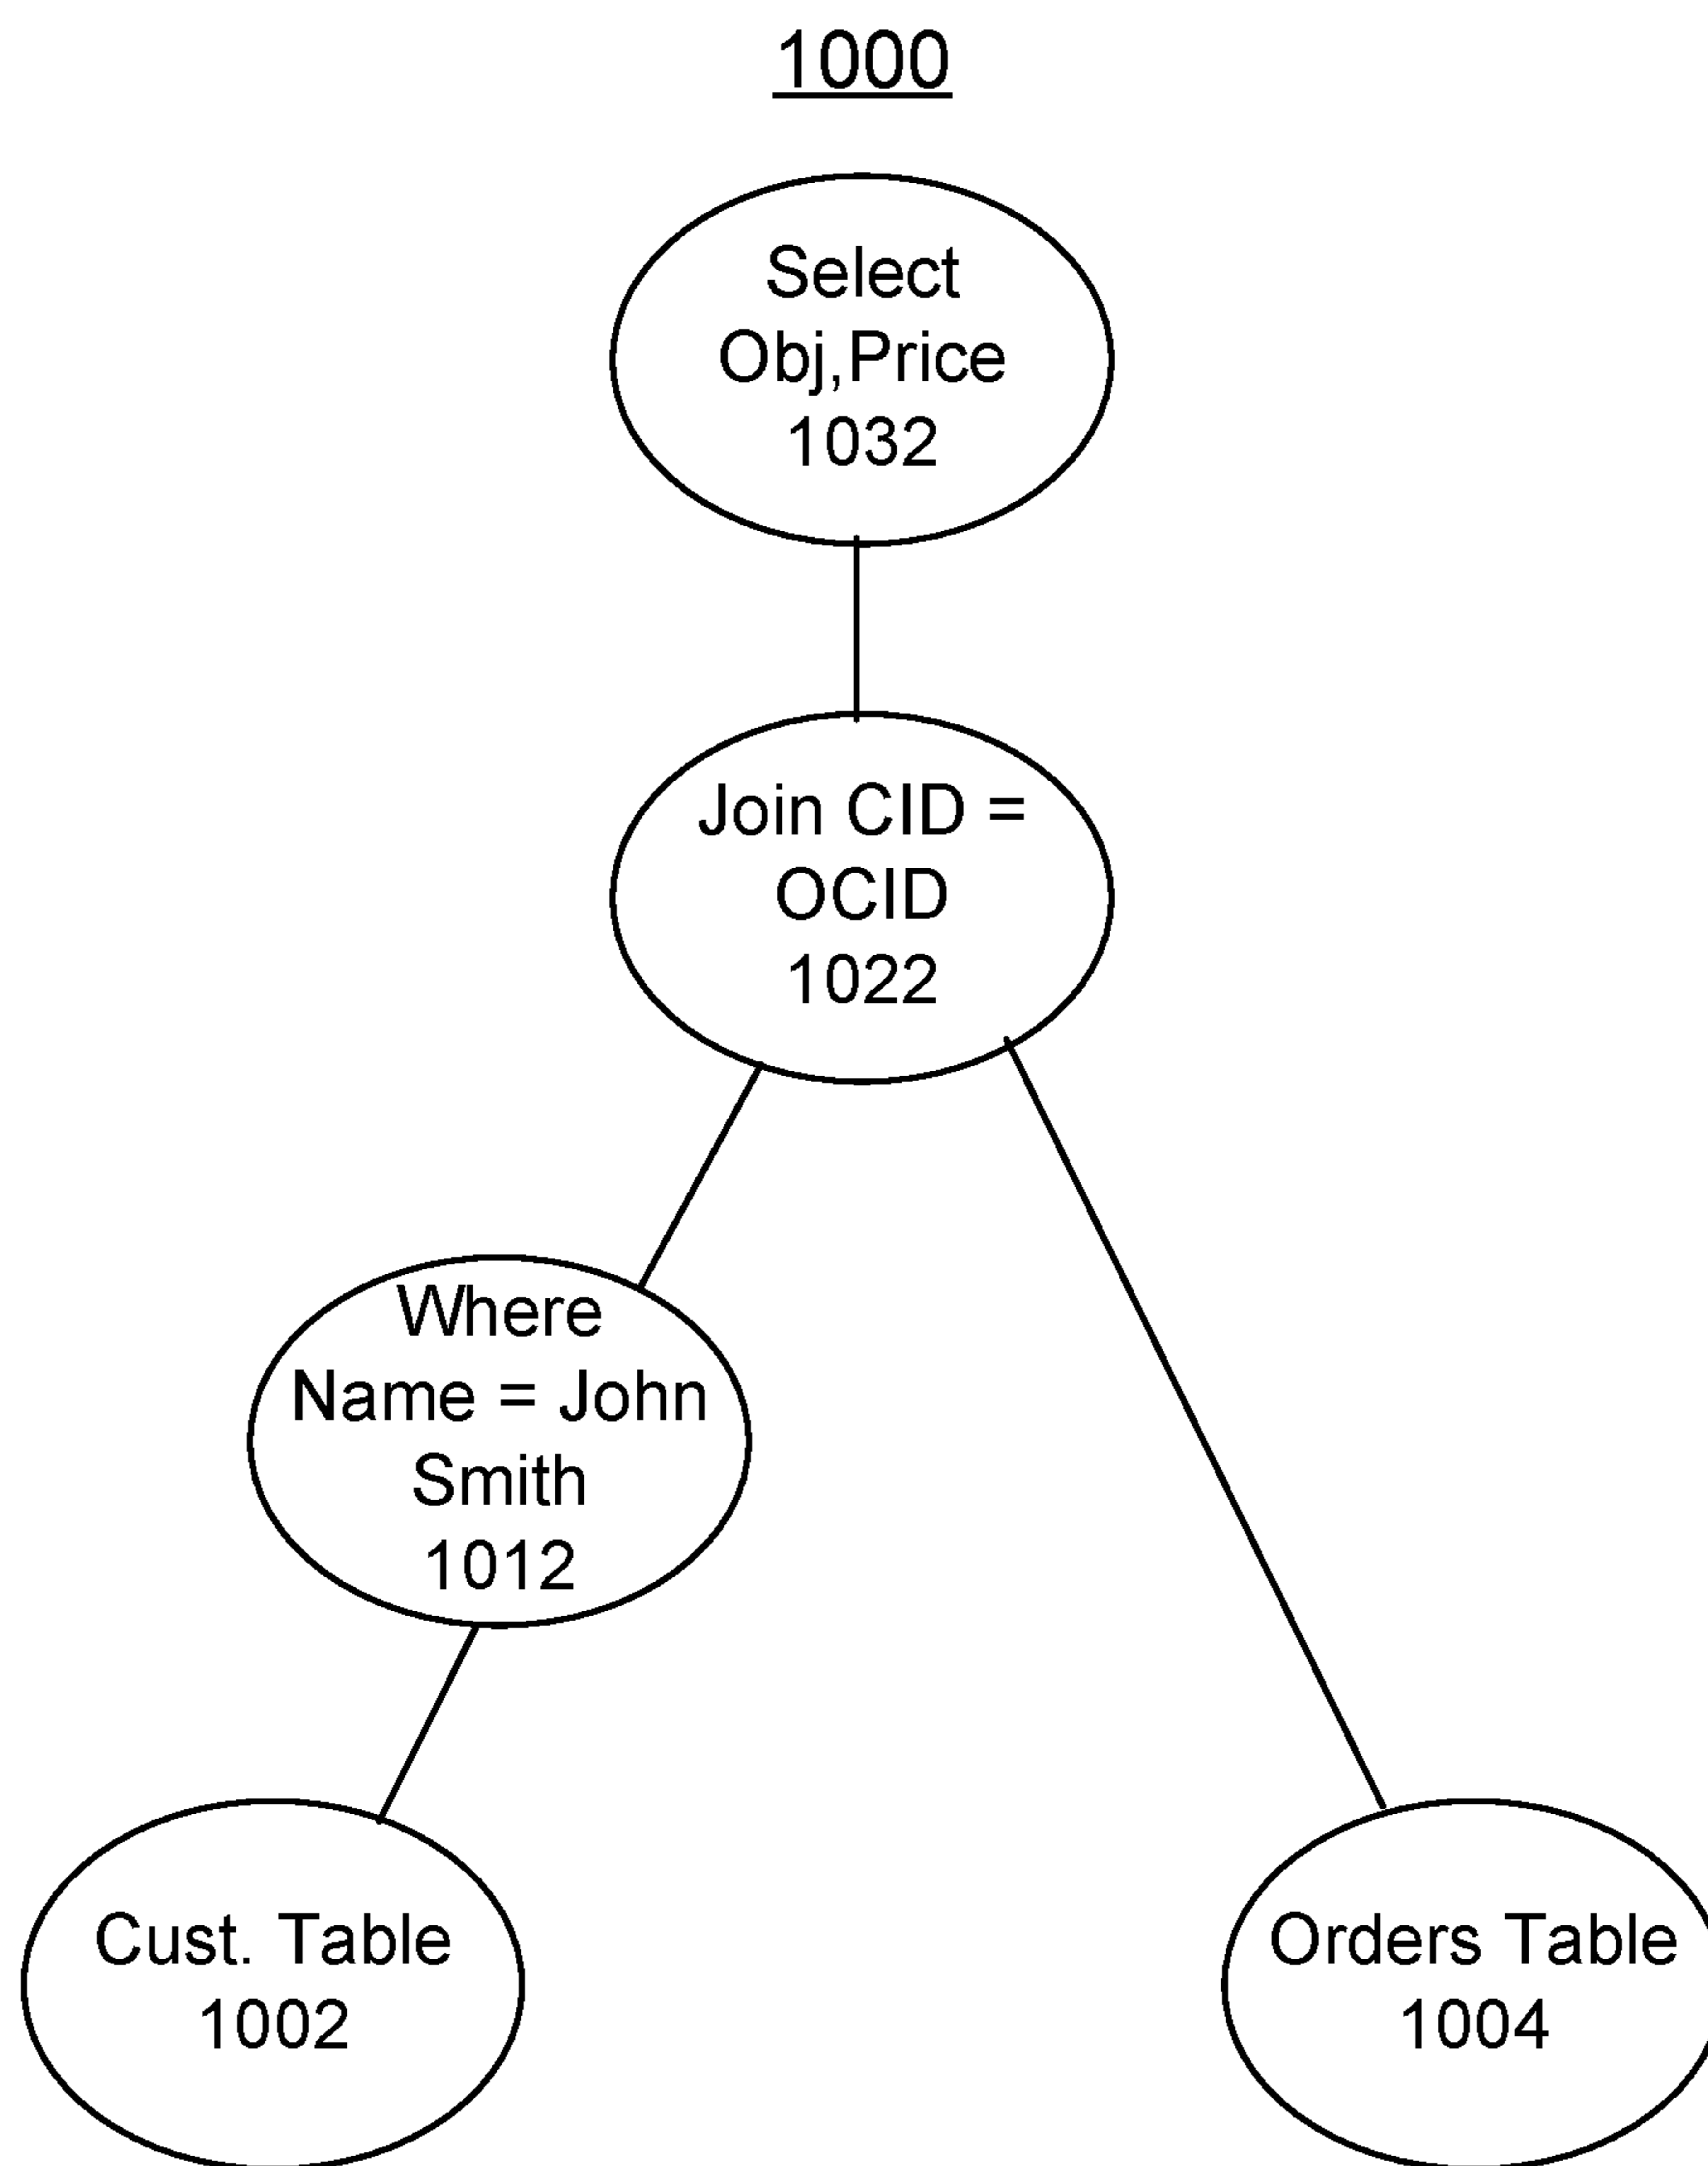 1000
Select
Obj,Price
1032
Join CID =
OCID
1022
Where
Name = John
Smith
1012
Cust. Table
1002
Orders Table
1004